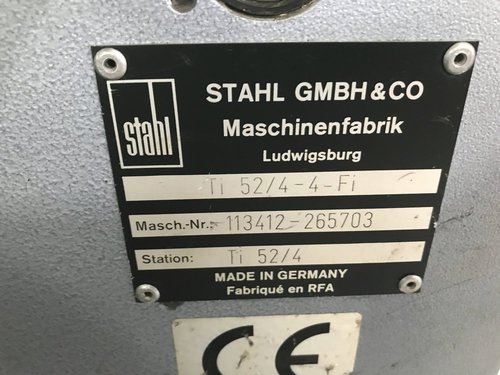 stahl
STAHL GMBH & CO
Maschinenfabrik
Ludwigsburg
Ti 52/4-4-Fi
Masch.-Nr.: 113412-265703
Station: Ti 52/4
MADE IN GERMANY
Fabriqué en RFA
CE